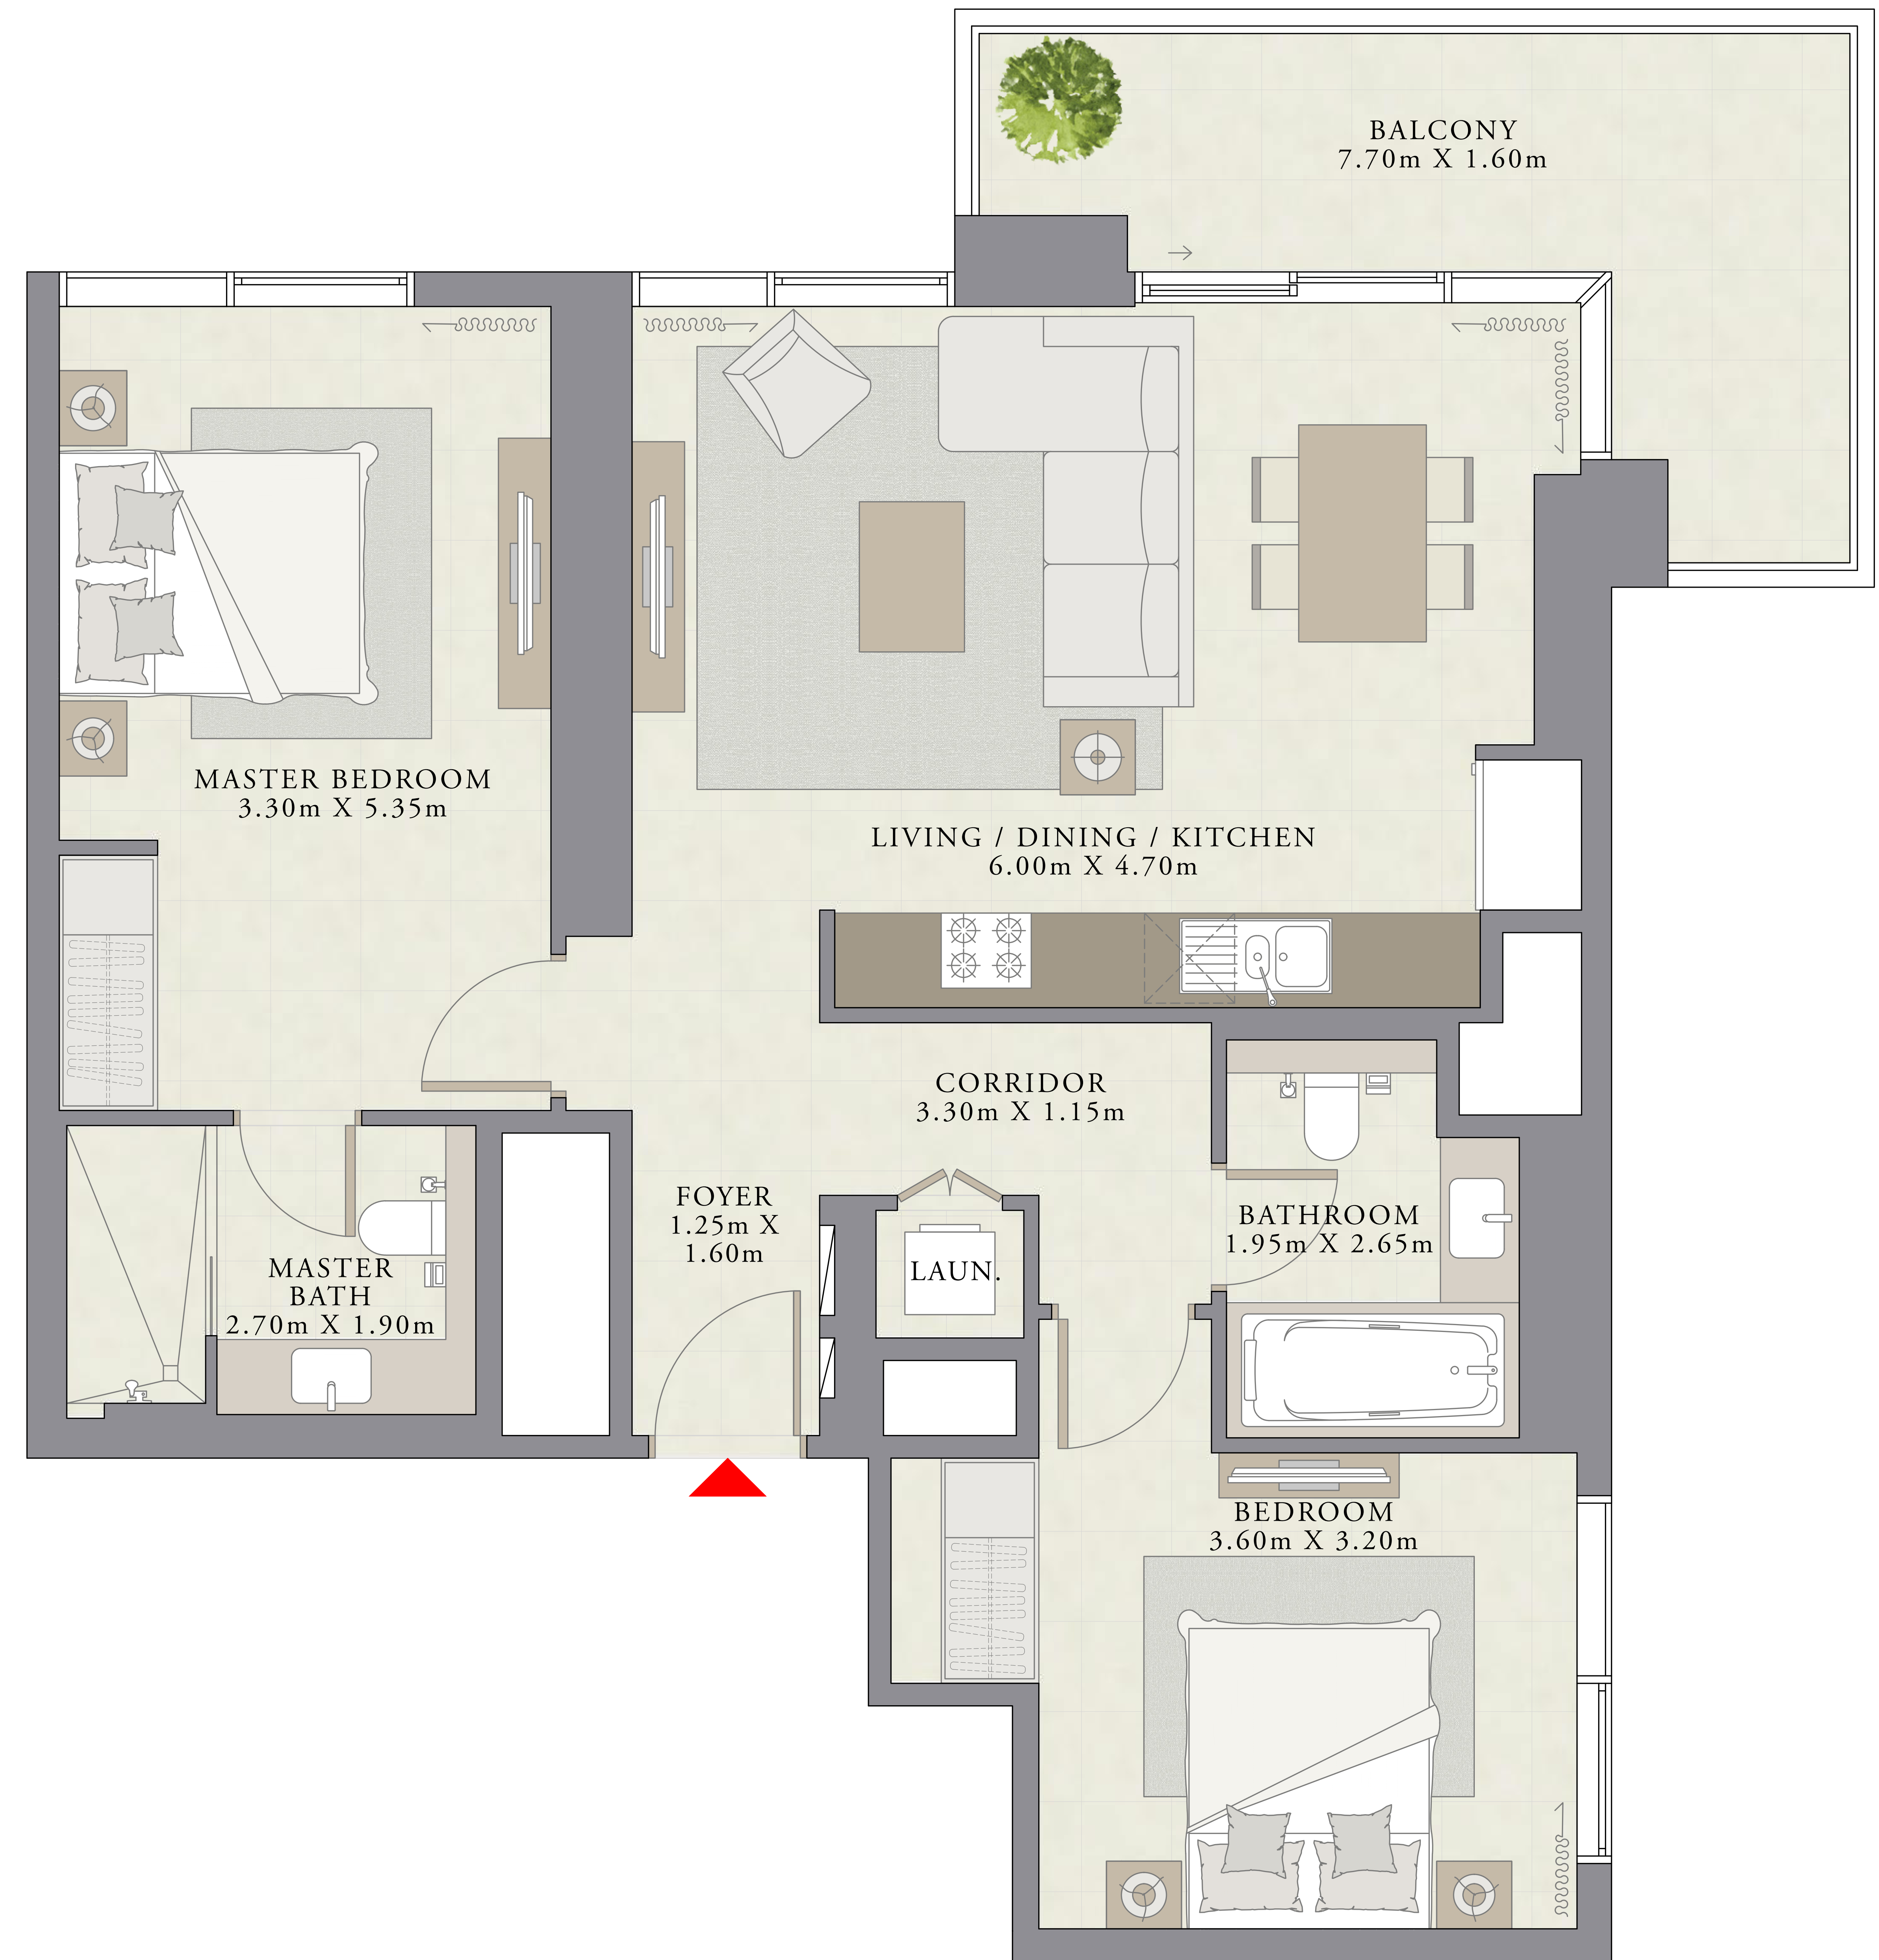 BALCONY
7.70m X 1.60m
MASTER BEDROOM
3.30m X 5.35m
LIVING / DINING / KITCHEN
6.00m X 4.70m
CORRIDOR
3.30m X 1.15m
FOYER
1.25m X
1.60m
BATHROOM
1.95m X 2.65m
LAUN.
MASTER
BATH
2.70m X 1.90m
BEDROOM
3.60m X 3.20m